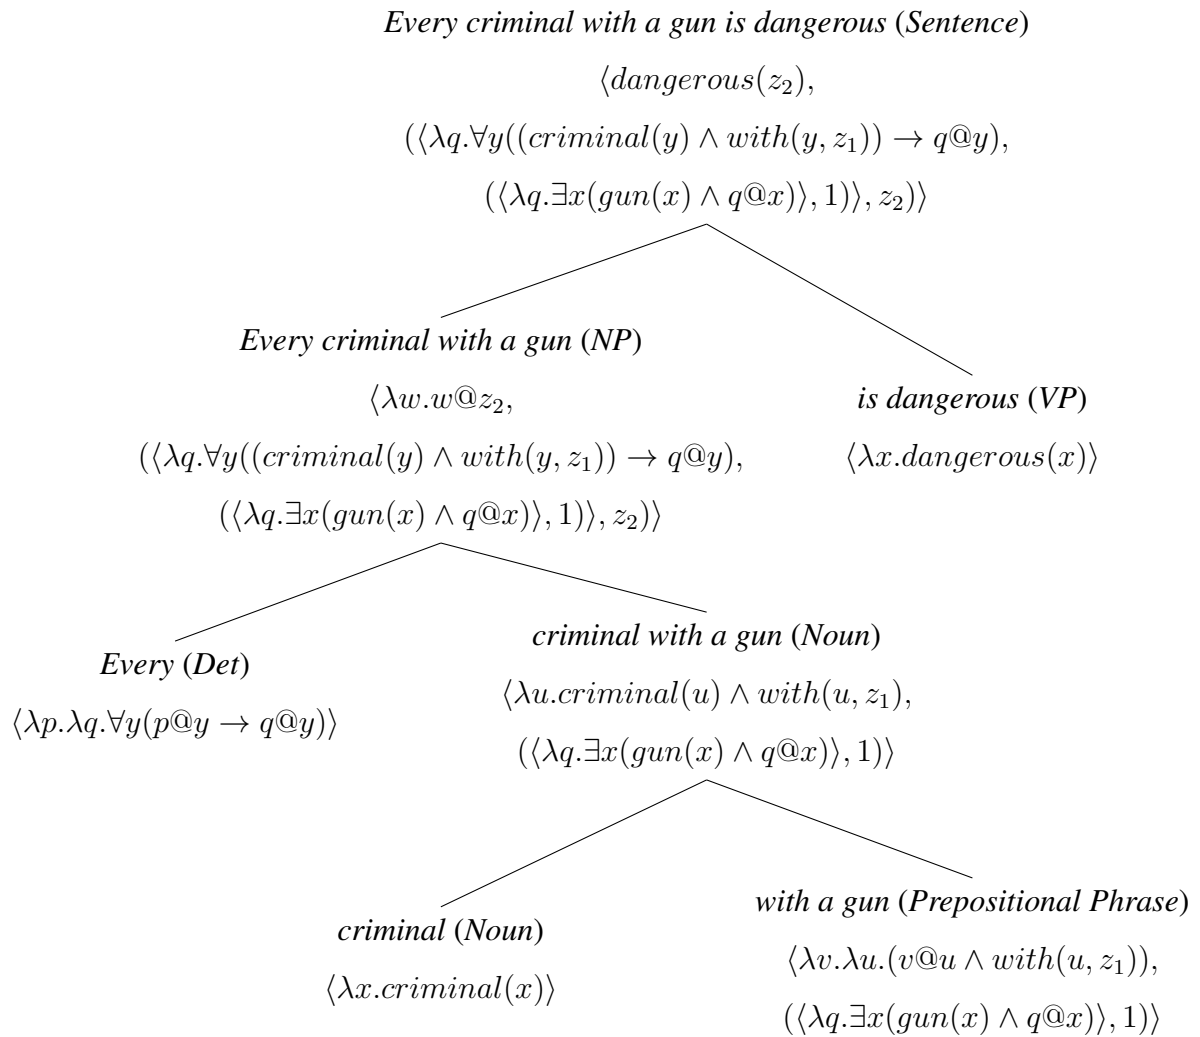 Every criminal with a gun is dangerous (Sentence)
⟨dangerous(z₂),
(⟨λq.∀y((criminal(y) ∧ with(y, z₁)) → q@y),
(⟨λq.∃x(gun(x) ∧ q@x)⟩, 1)⟩, z₂)⟩
Every criminal with a gun (NP)
⟨λw.w@z₂,
(⟨λq.∀y((criminal(y) ∧ with(y, z₁)) → q@y),
(⟨λq.∃x(gun(x) ∧ q@x)⟩, 1)⟩, z₂)⟩
is dangerous (VP)
⟨λx.dangerous(x)⟩
Every (Det)
⟨λp.λq.∀y(p@y → q@y)⟩
criminal with a gun (Noun)
⟨λu.criminal(u) ∧ with(u, z₁),
(⟨λq.∃x(gun(x) ∧ q@x)⟩, 1)⟩
criminal (Noun)
⟨λx.criminal(x)⟩
with a gun (Prepositional Phrase)
⟨λv.λu.(v@u ∧ with(u, z₁)),
(⟨λq.∃x(gun(x) ∧ q@x)⟩, 1)⟩